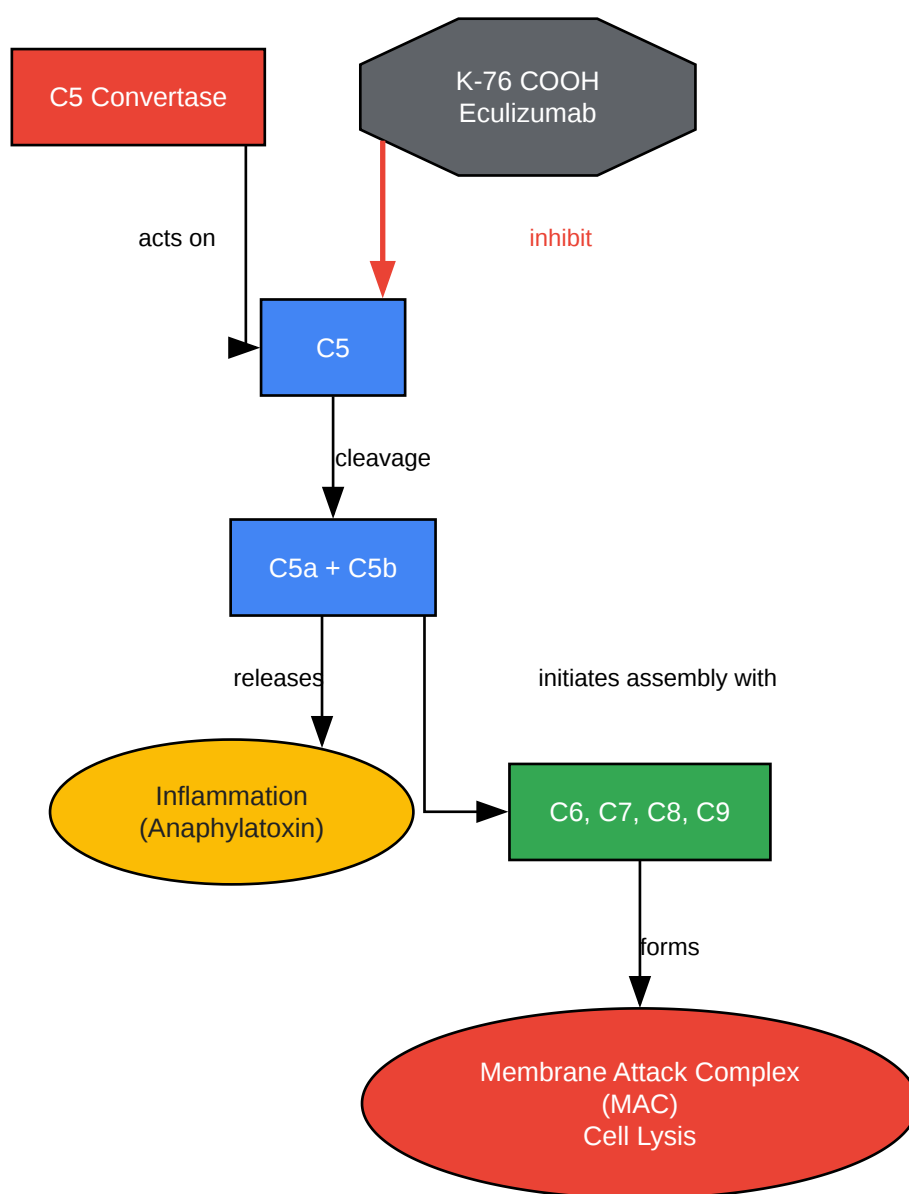 C5 Convertase
K-76 COOH
Eculizumab
acts on
inhibit
C5
cleavage
C5a + C5b
releases
initiates assembly with
Inflammation
(Anaphylatoxin)
C6, C7, C8, C9
forms
Membrane Attack Complex
(MAC)
Cell Lysis